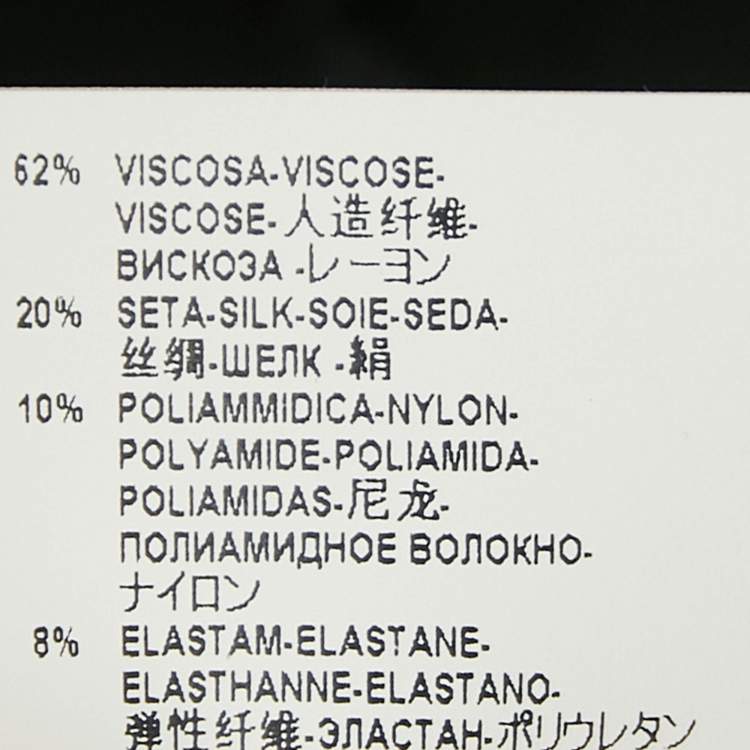 62% VISCOSA-VISCOSE-
VISCOSE-人造纤维-
ВИСКОЗА -レーヨン
20% SETA-SILK-SOIE-SEDA-
丝绸-ШЕЛК -絹
10% POLIAMMIDICA-NYLON-
POLYAMIDE-POLIAMIDA-
POLIAMIDAS-尼龙-
ПОЛИАМИДНОЕ ВОЛОКНО-
ナイロン
8% ELASTAM-ELASTANE-
ELASTHANNE-ELASTANO-
弹性纤维-ЭЛАСТАН-ポリウレタン